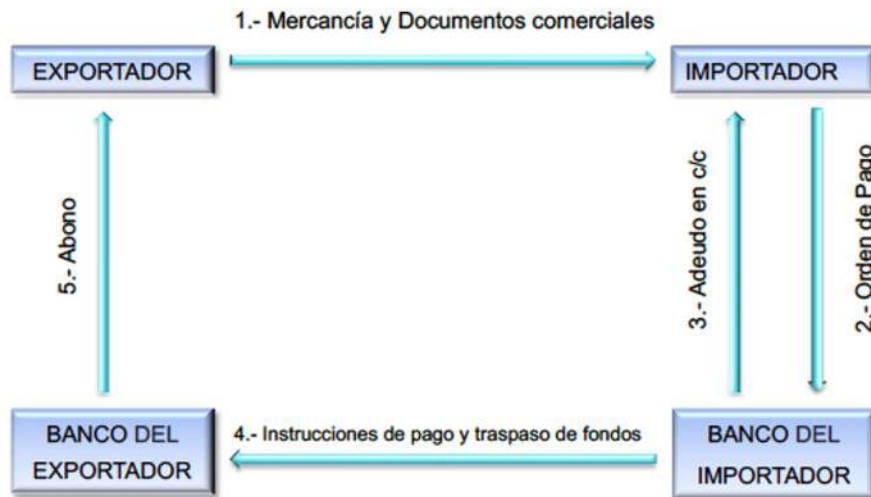 1.- Mercancía y Documentos comerciales
EXPORTADOR
IMPORTADOR
5.- Abono
3.- Adeudo en c/c
2.- Orden de Pago
BANCO DEL
EXPORTADOR
4.- Instrucciones de pago y traspaso de fondos
BANCO DEL
IMPORTADOR